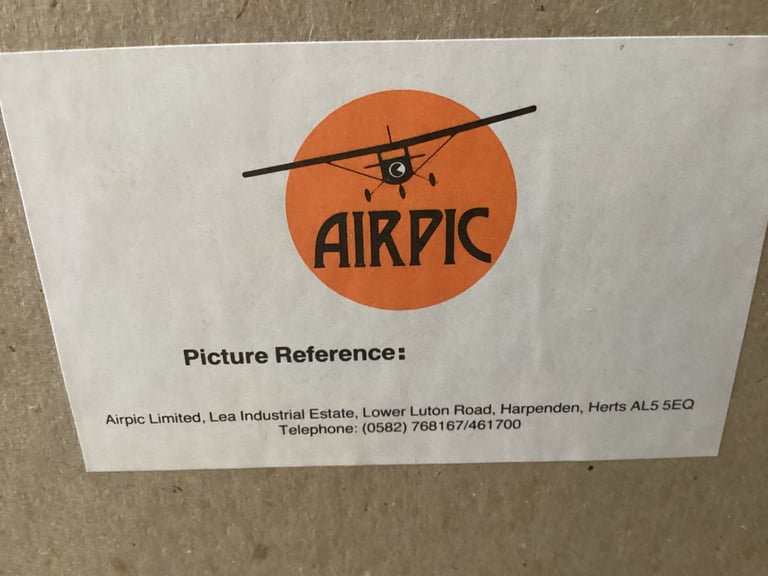 AIRPIC
Picture Reference:
Airpic Limited, Lea Industrial Estate, Lower Luton Road, Harpenden, Herts AL5 5EQ
Telephone: (0582) 768167/461700